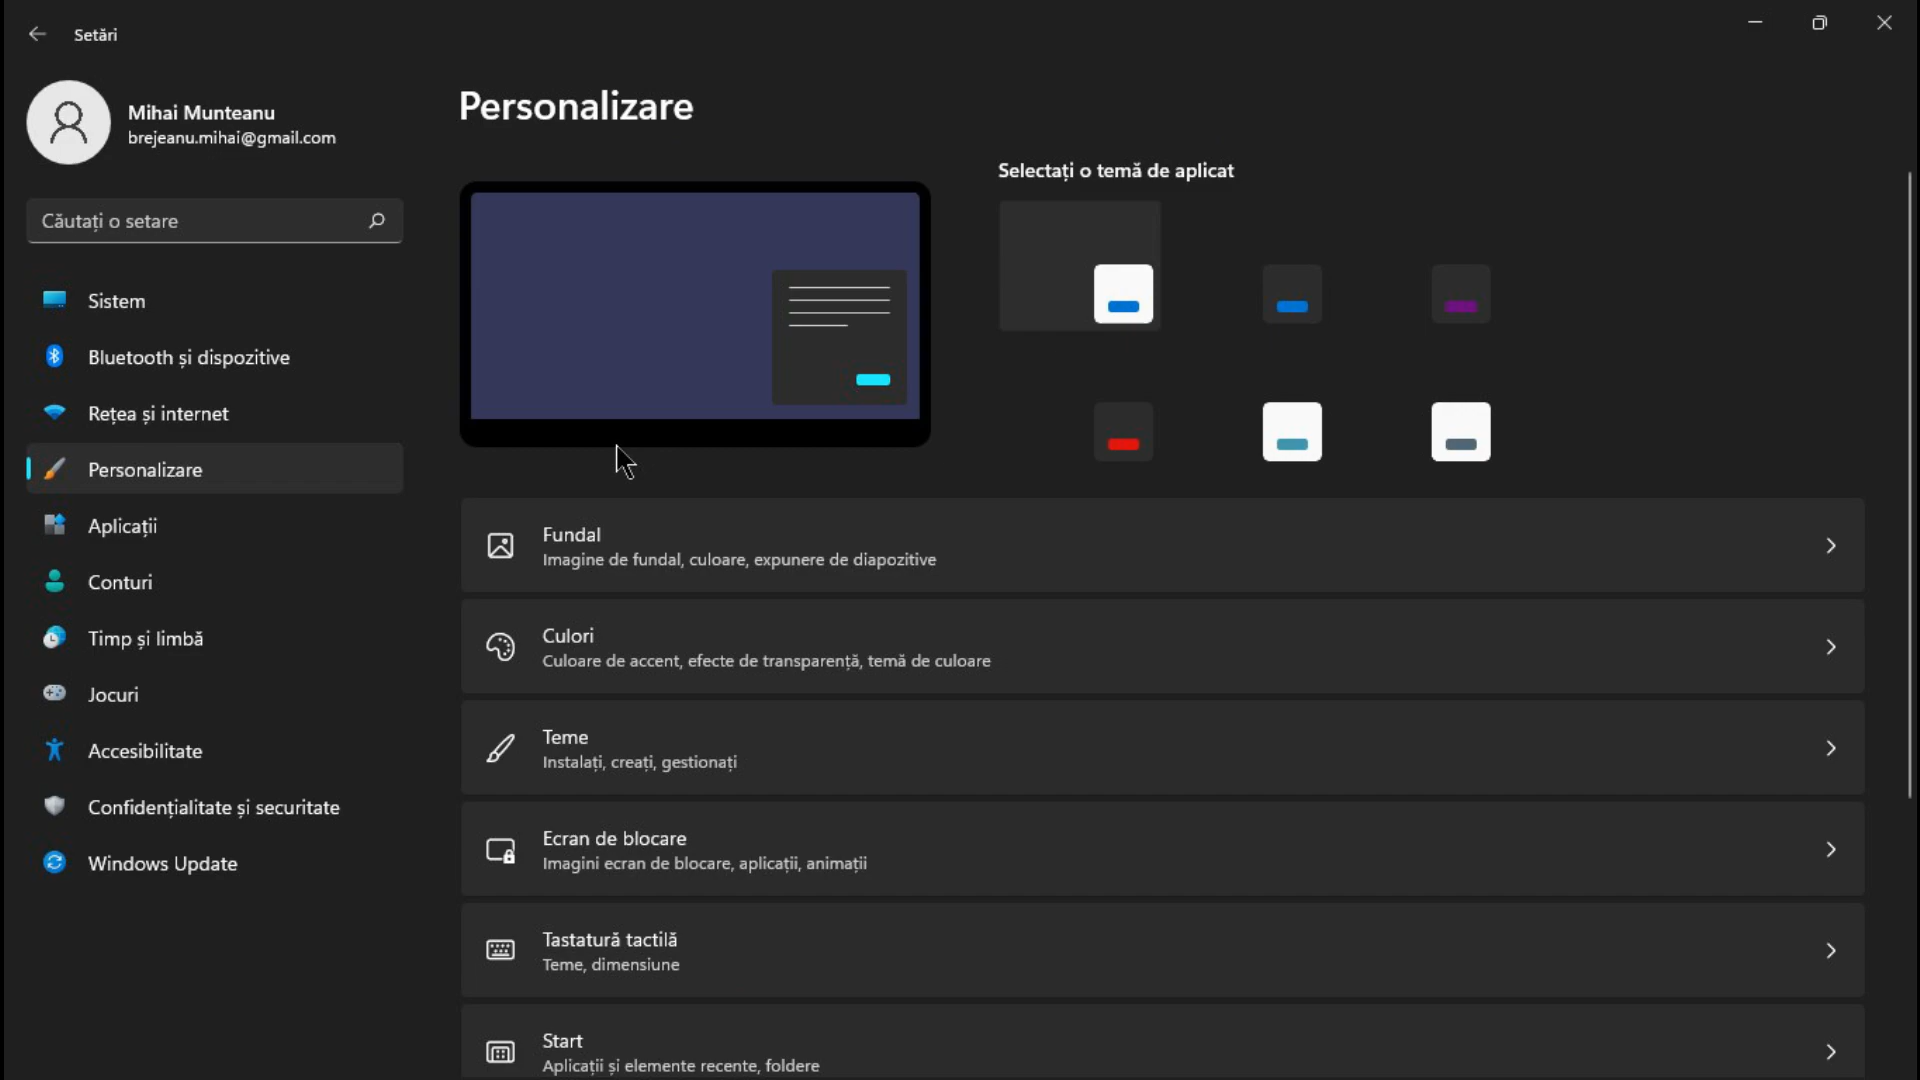 Setări
Mihai Munteanu
brejeanu.mihai@gmail.com
Căutați o setare
Sistem
Bluetooth și dispozitive
Rețea și internet
Personalizare
Aplicații
Conturi
Timp și limbă
Jocuri
Accesibilitate
Confidențialitate și securitate
Windows Update
Personalizare
Selectați o temă de aplicat
Fundal
Imagine de fundal, culoare, expunere de diapozitive
Culori
Culoare de accent, efecte de transparență, temă de culoare
Teme
Instalați, creați, gestionați
Ecran de blocare
Imagini ecran de blocare, aplicații, animații
Tastatură tactilă
Teme, dimensiune
Start
Aplicații și elemente recente, foldere